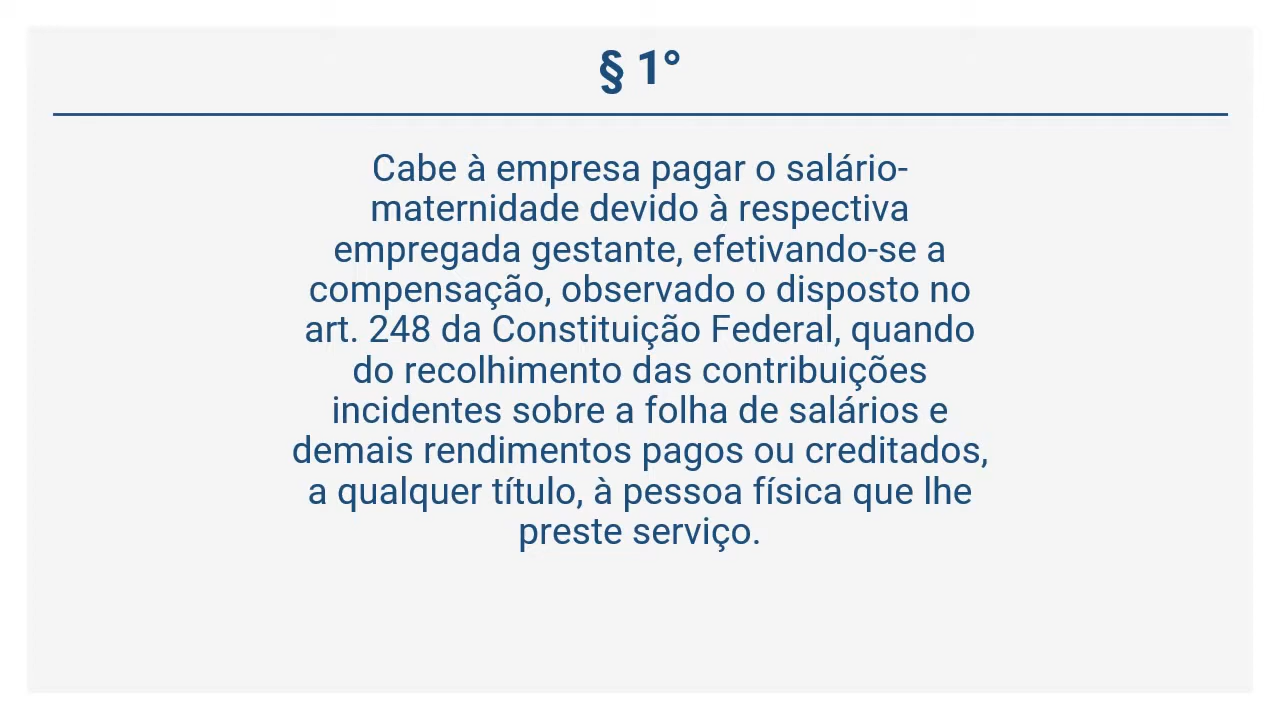 § 1°
Cabe à empresa pagar o salário-
maternidade devido à respectiva
empregada gestante, efetivando-se a
compensação, observado o disposto no
art. 248 da Constituição Federal, quando
do recolhimento das contribuições
incidentes sobre a folha de salários e
demais rendimentos pagos ou creditados,
a qualquer título, à pessoa física que lhe
preste serviço.